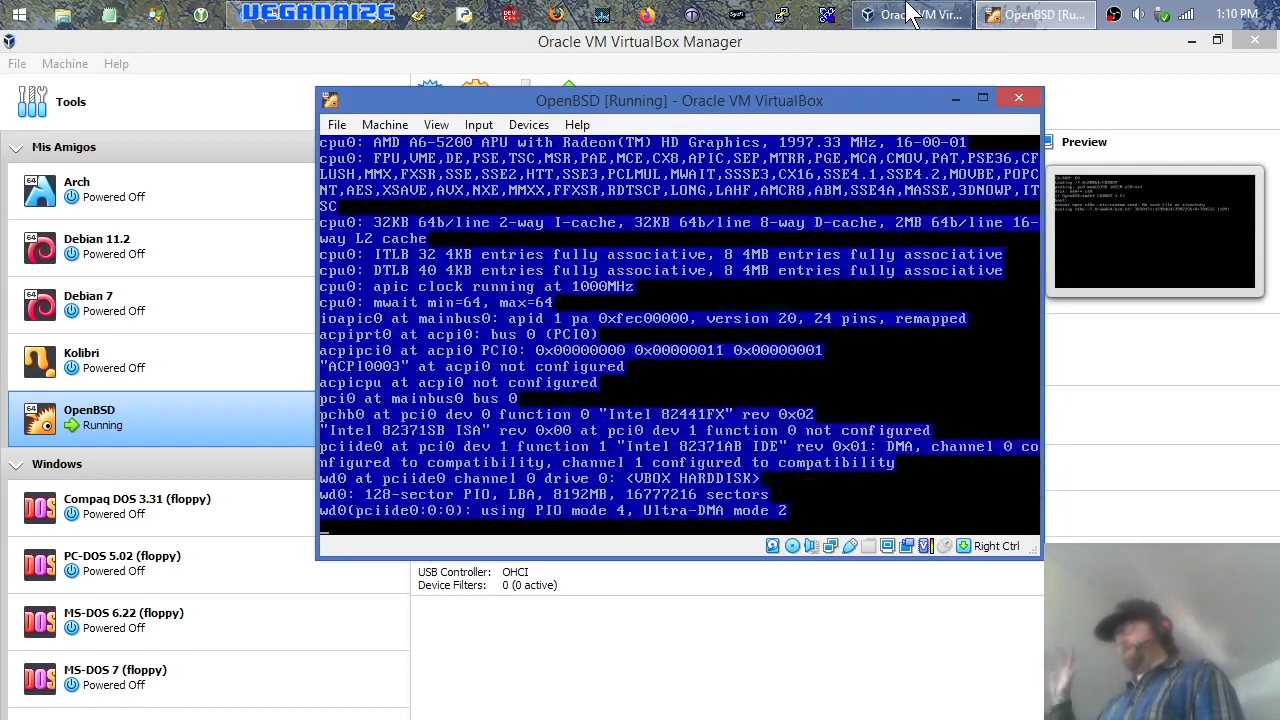 VEGANAIZE
DEV
Oracle VM Vir...
OpenBSD [Ru...
1:10 PM
Oracle VM VirtualBox Manager
File Machine Help
Tools
Mis Amigos
64 Arch
Powered Off
64 Debian 11.2
Powered Off
64 Debian 7
Powered Off
Kolibri
Powered Off
64 OpenBSD
Running
Windows
DOS Compaq DOS 3.31 (floppy)
Powered Off
DOS PC-DOS 5.02 (floppy)
Powered Off
DOS MS-DOS 6.22 (floppy)
Powered Off
DOS MS-DOS 7 (floppy)
Powered Off
OpenBSD [Running] - Oracle VM VirtualBox
File Machine View Input Devices Help
cpu0: AMD A6-5200 APU with Radeon(TM) HD Graphics, 1997.33 MHz, 16-00-01
cpu0: FPU,VME,DE,PSE,TSC,MSR,PAE,MCE,CX8,APIC,SEP,MTRR,PGE,MCA,CMOV,PAT,PSE36,CF
LUSH,MMX,FXSR,SSE,SSE2,HTT,SSE3,PCLMUL,MWAIT,SSSE3,CX16,SSE4.1,SSE4.2,MOVBE,POPC
NT,AES,XSAVE,AVX,NXE,MMXX,FFXSR,RDTSCP,LONG,LAHF,AMCR8,ABM,SSE4A,MASSE,3DNOWP,IT
SC
cpu0: 32KB 64b/line 2-way I-cache, 32KB 64b/line 8-way D-cache, 2MB 64b/line 16-
way L2 cache
cpu0: ITLB 32 4KB entries fully associative, 8 4MB entries fully associative
cpu0: DTLB 40 4KB entries fully associative, 8 4MB entries fully associative
cpu0: apic clock running at 1000MHz
cpu0: mwait min=64, max=64
ioapic0 at mainbus0: apid 1 pa 0xfec00000, version 20, 24 pins, remapped
acpiprt0 at acpi0: bus 0 (PCI0)
acpipci0 at acpi0 PCI0: 0x00000000 0x00000011 0x00000001
"ACPI0003" at acpi0 not configured
acpicpu at acpi0 not configured
pci0 at mainbus0 bus 0
pchb0 at pci0 dev 0 function 0 "Intel 82441FX" rev 0x02
"Intel 82371SB ISA" rev 0x00 at pci0 dev 1 function 0 not configured
pciide0 at pci0 dev 1 function 1 "Intel 82371AB IDE" rev 0x01: DMA, channel 0 co
nfigured to compatibility, channel 1 configured to compatibility
wd0 at pciide0 channel 0 drive 0: <VBOX HARDDISK>
wd0: 128-sector PIO, LBA, 8192MB, 16777216 sectors
wd0(pciide0:0:0): using PIO mode 4, Ultra-DMA mode 2
Right Ctrl
USB Controller: OHCI
Device Filters: 0 (0 active)
Preview